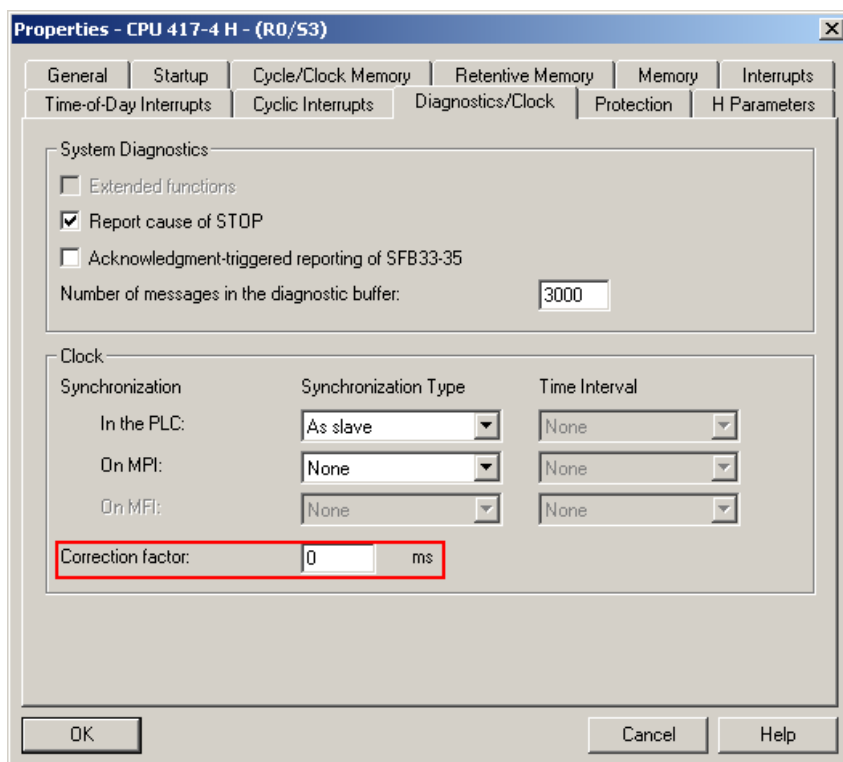 Properties - CPU 417-4 H - (R0/S3)
General Startup Cycle/Clock Memory Retentive Memory Memory Interrupts
Time-of-Day Interrupts Cyclic Interrupts Diagnostics/Clock Protection H Parameters
System Diagnostics
Extended functions
Report cause of STOP
Acknowledgment-triggered reporting of SFB33-35
Number of messages in the diagnostic buffer: 3000
Clock
Synchronization Synchronization Type Time Interval
In the PLC: As slave None
On MPI: None None
On MFI: None None
Correction factor: 0 ms
OK Cancel Help